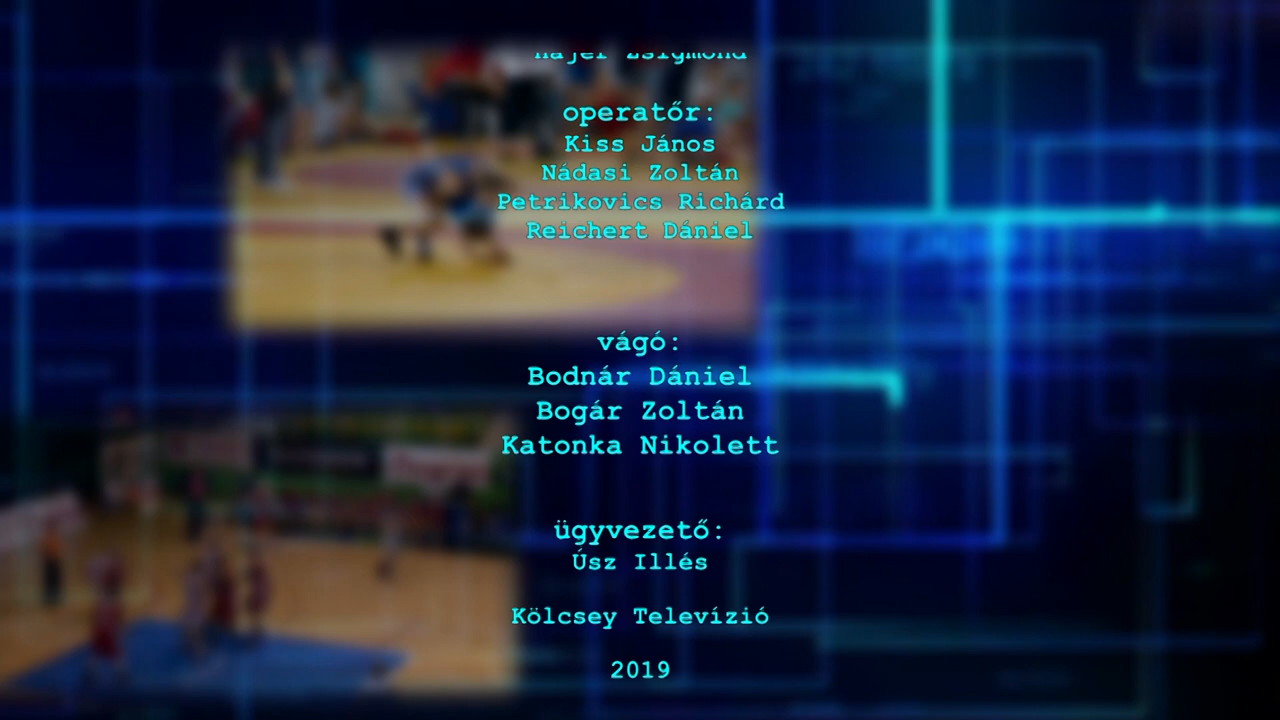 Zsigmond
operatőr:
Kiss János
Nádasi Zoltán
Petrikovics Richárd
Reichert Dániel
vágó:
Bodnár Dániel
Bogár Zoltán
Katonka Nikolett
ügyvezető:
Úsz Illés
Kölcsey Televízió
2019